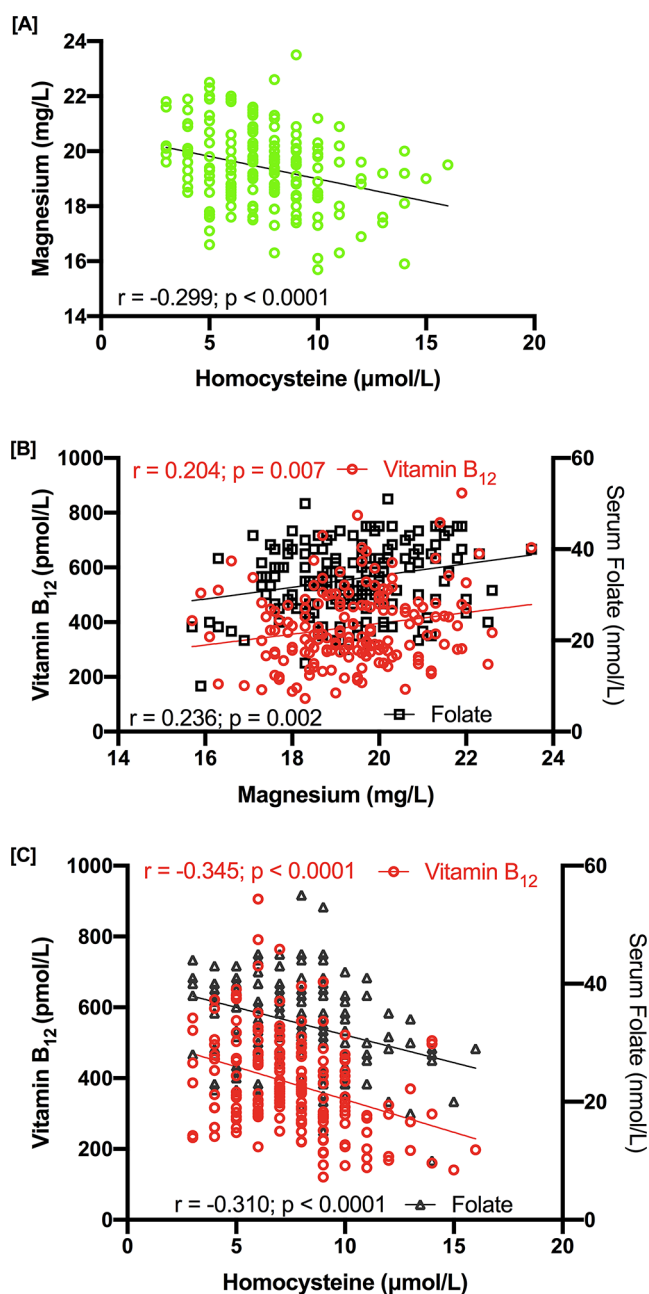 [A]
24
22
20
18
16
14
Magnesium (mg/L)
r = -0.299; p < 0.0001
0 5 10 15 20
Homocysteine (µmol/L)
[B]
1000
800
600
400
200
0
Vitamin B12 (pmol/L)
r = 0.204; p = 0.007 Vitamin B12
60
40
20
0
Serum Folate (nmol/L)
r = 0.236; p = 0.002 Folate
14 16 18 20 22 24
Magnesium (mg/L)
[C]
1000
800
600
400
200
0
Vitamin B12 (pmol/L)
r = -0.345; p < 0.0001 Vitamin B12
60
40
20
0
Serum Folate (nmol/L)
r = -0.310; p < 0.0001 Folate
0 5 10 15 20
Homocysteine (µmol/L)